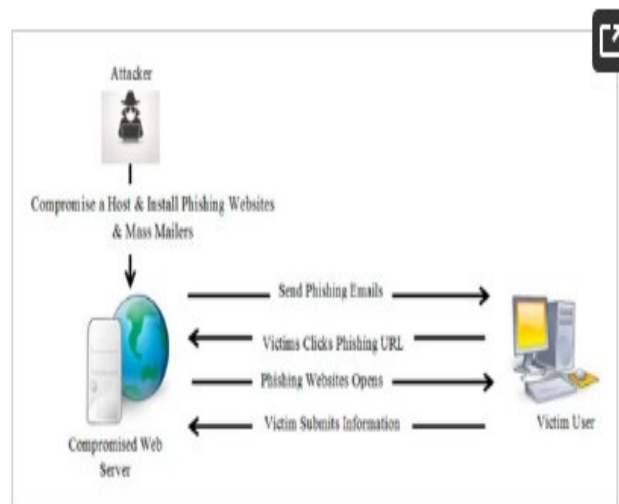 Attacker
Compromise a Host & Install Phishing Websites
& Mass Mailers
Send Phishing Emails
Victims Clicks Phishing URL
Phishing Websites Opens
Victim Submits Information
Compromised Web
Server
Victim User